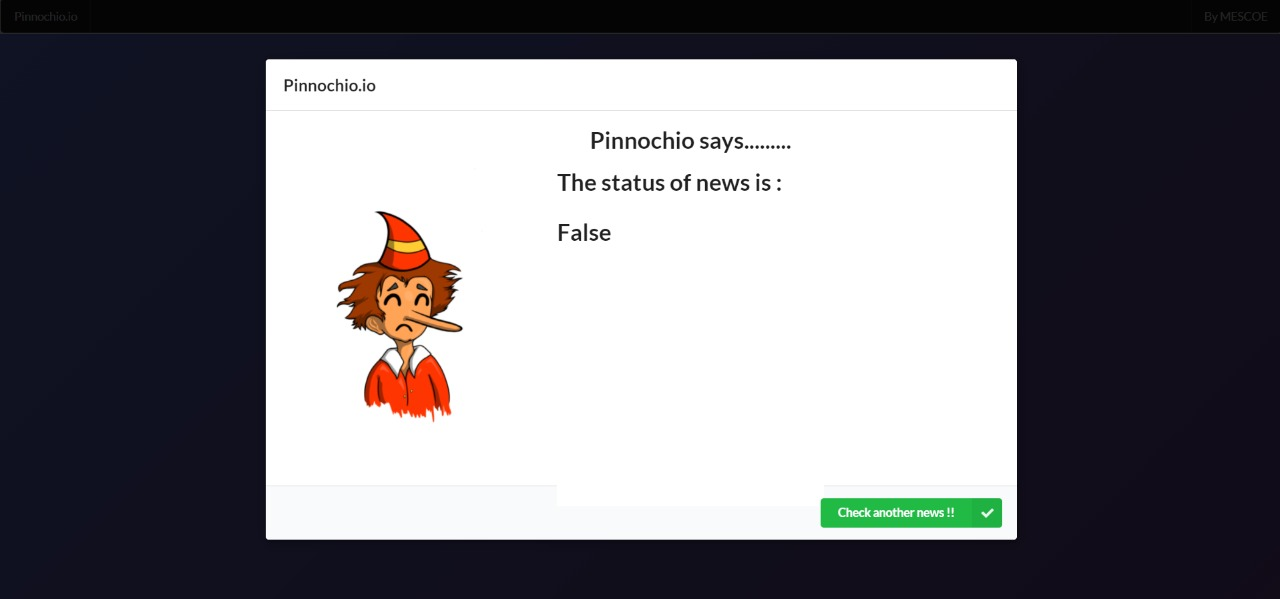 Pinnochio.io
By MESCOE
Pinnochio.io
Pinnochio says.........
The status of news is :
False
Check another news !!